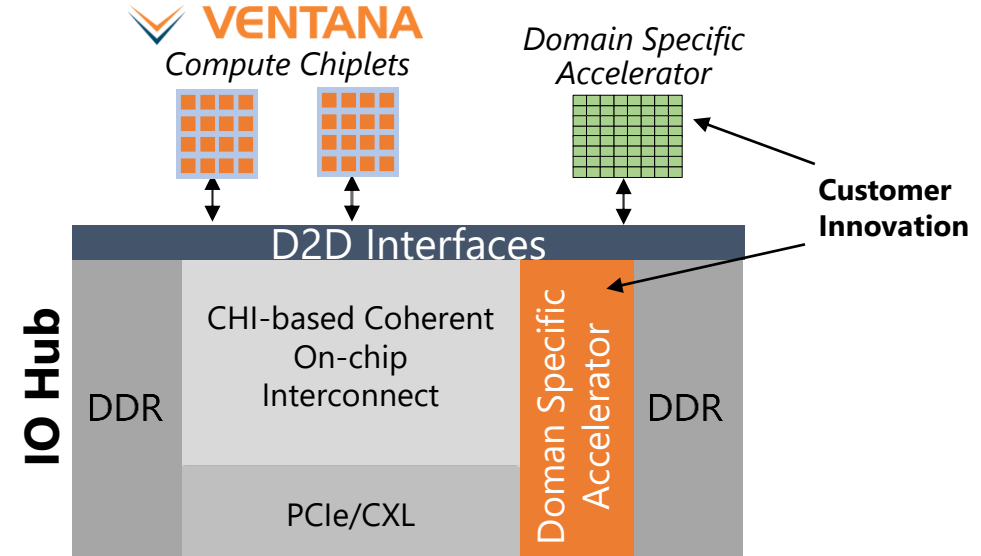 VENTANA
Compute Chiplets
Domain Specific
Accelerator
Customer
Innovation
D2D Interfaces
IO Hub
DDR
CHI-based Coherent
On-chip
Interconnect
PCIe/CXL
Doman Specific
Accelerator
DDR